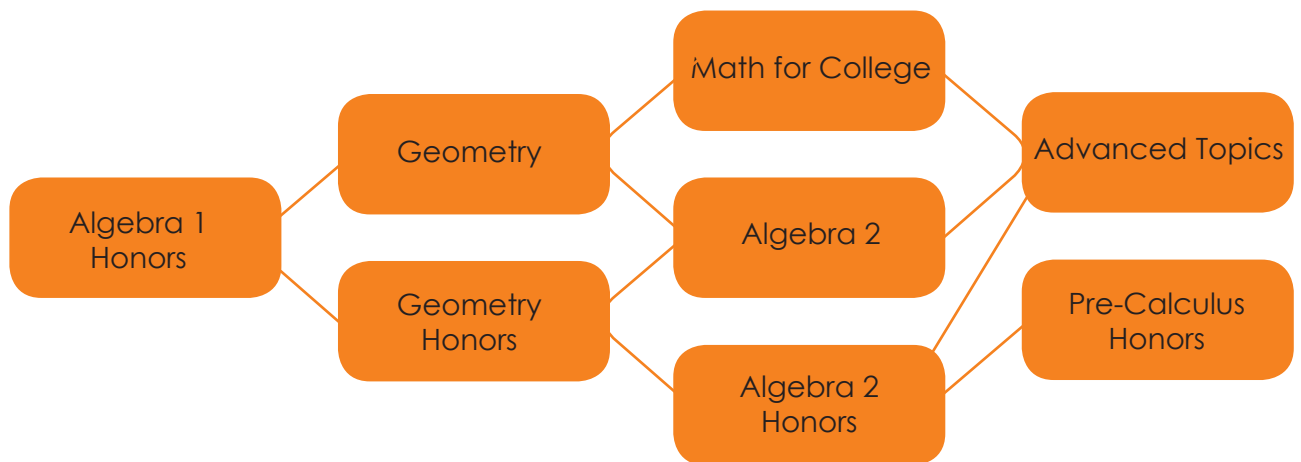 Algebra 1
Honors
Geometry
Geometry
Honors
Math for College
Algebra 2
Algebra 2
Honors
Advanced Topics
Pre-Calculus
Honors